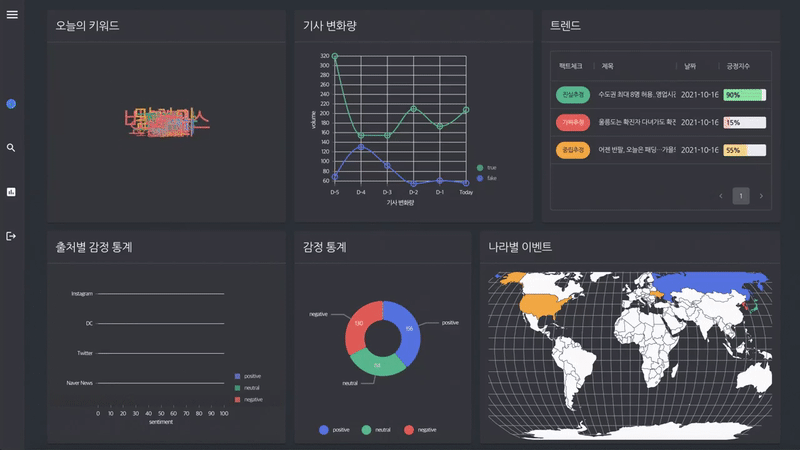 오늘의 키워드
기사 변화량
320
300
280
260
240
220
200
180
160
140
120
100
80
60
volume
D-5 D-4 D-3 D-2 D-1 Today
기사 변화량
true
fake
트렌드
팩트체크 제목 날짜 긍정지수
진실추정 수도권 최대 8명 허용..영업시 2021-10-16 90%
가짜추정 울릉도는 확진자 다녀가도 확진 2021-10-16 15%
중립추정 어젠 반팔, 오늘은 패딩…가을 2021-10-16 55%
1
출처별 감정 통계
Instagram
DC
Twitter
Naver News
0 10 20 30 40 50 60 70 80 90 100
sentiment
positive
neutral
negative
감정 통계
negative
positive
neutral
130
positive neutral negative
나라별 이벤트